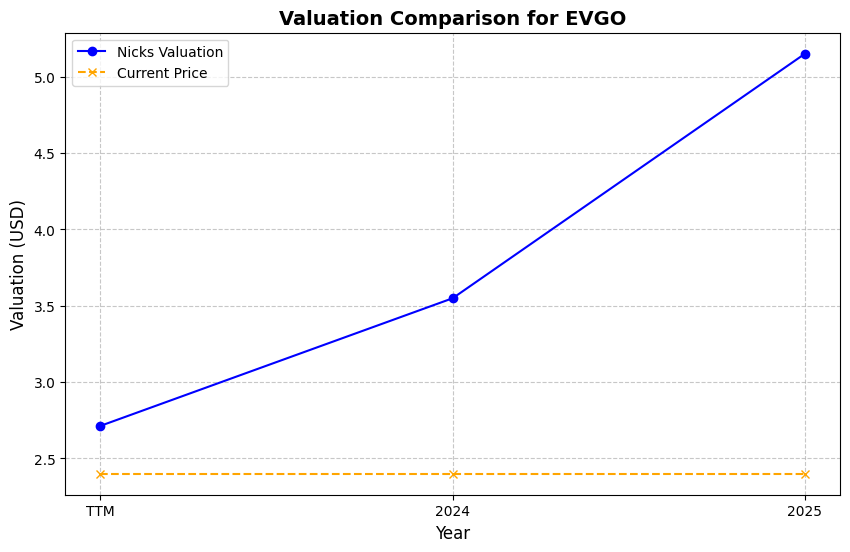 Valuation Comparison for EVGO
Nicks Valuation
Current Price
Valuation (USD)
5.0
4.5
4.0
3.5
3.0
2.5
TTM
2024
2025
Year